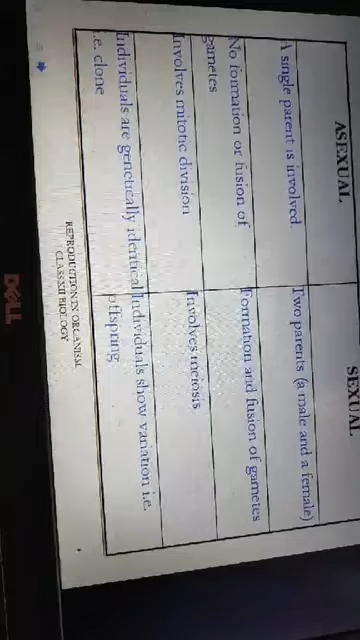 ASEXUAL
SEXUAL
A single parent is involved.
Two parents (a male and a female)
No formation or fusion of
gametes
Formation and fusion of gametes
Involves mitotic division
Involves meiosis
Individuals are genetically identical
i.e. clone
Individuals show variation i.e.
offspring
REPRODUCTION IN ORGANISM
CLASS XII BIOLOGY
DELL